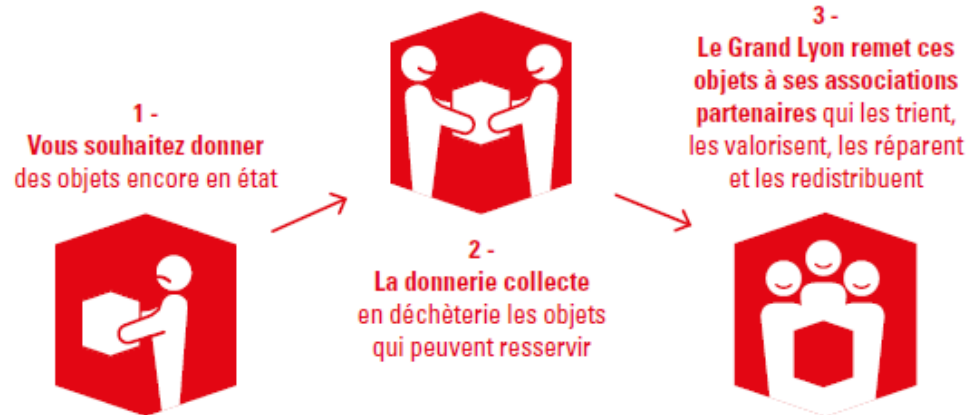 1 -
Vous souhaitez donner
des objets encore en état
2 -
La donnerie collecte
en déchèterie les objets
qui peuvent resservir
3 -
Le Grand Lyon remet ces
objets à ses associations
partenaires qui les trient,
les valorisent, les réparent
et les redistribuent